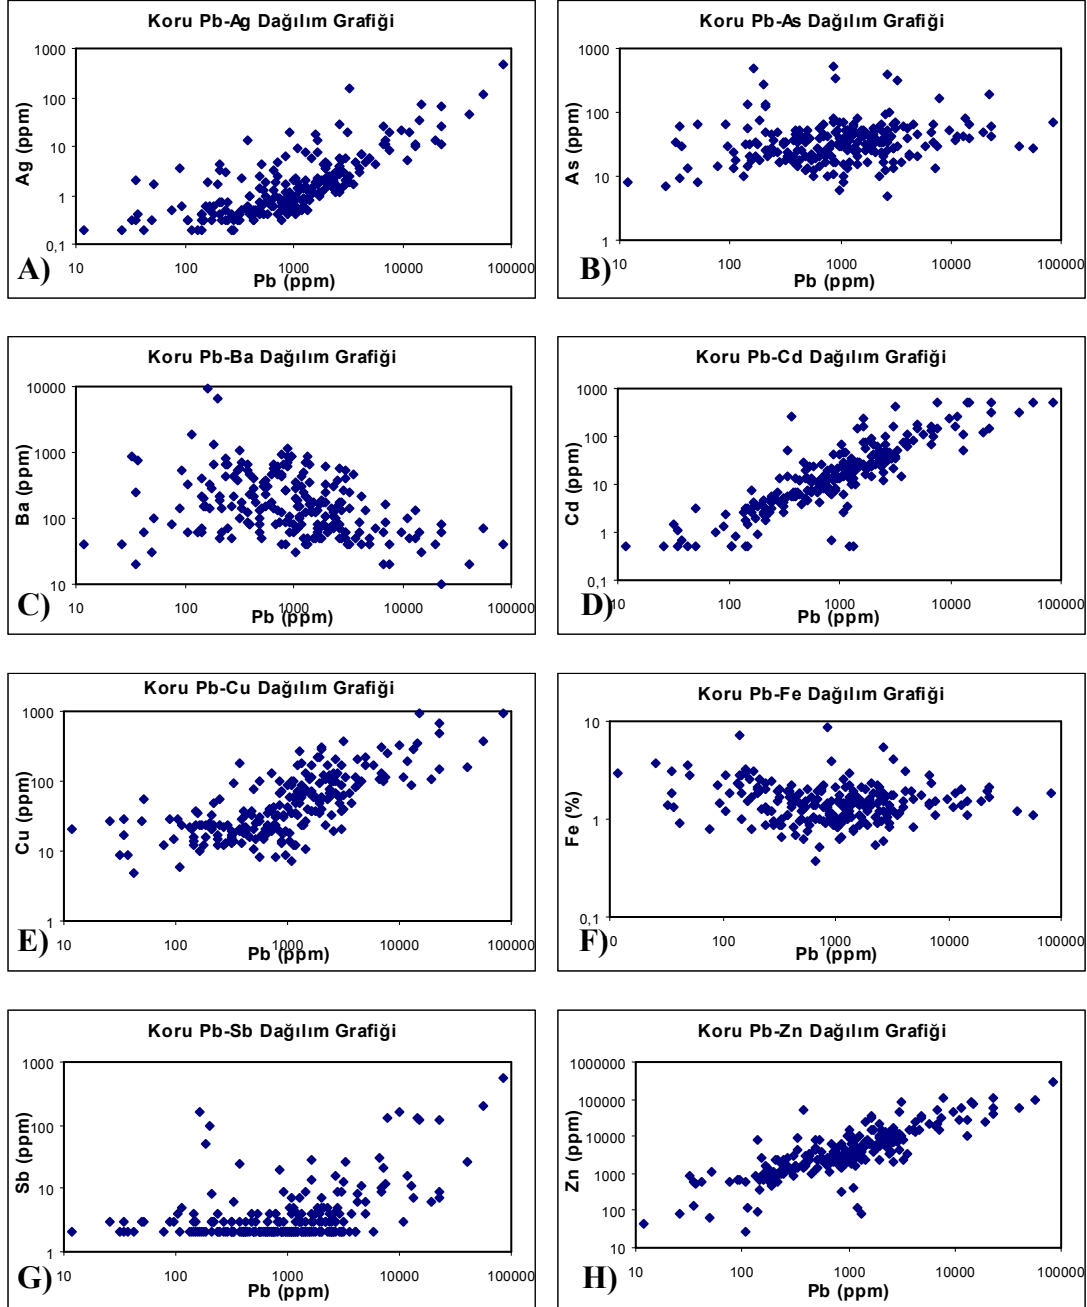 Koru Pb-Ag Dağılım Grafiği
1000
100
10
1
0,1
10 100 1000 10000 100000
Ag (ppm)
Pb (ppm)
A)
Koru Pb-As Dağılım Grafiği
1000
100
10
1
10 100 1000 10000 100000
As (ppm)
Pb (ppm)
B)
Koru Pb-Ba Dağılım Grafiği
10000
1000
100
10
10 100 1000 10000 100000
Ba (ppm)
Pb (ppm)
C)
Koru Pb-Cd Dağılım Grafiği
1000
100
10
1
0,1
10 100 1000 10000 100000
Cd (ppm)
Pb (ppm)
D)
Koru Pb-Cu Dağılım Grafiği
1000
100
10
1
10 100 1000 10000 100000
Cu (ppm)
Pb (ppm)
E)
Koru Pb-Fe Dağılım Grafiği
10
1
0,1
10 100 1000 10000 100000
Fe (%)
Pb (ppm)
F)
Koru Pb-Sb Dağılım Grafiği
1000
100
10
1
10 100 1000 10000 100000
Sb (ppm)
Pb (ppm)
G)
Koru Pb-Zn Dağılım Grafiği
1000000
100000
10000
1000
100
10
10 100 1000 10000 100000
Zn (ppm)
Pb (ppm)
H)